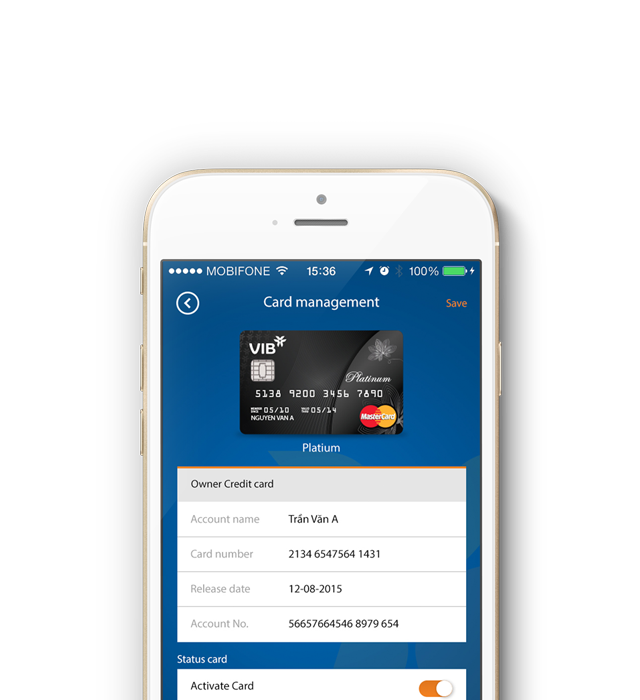 MOBIFONE 15:36 100%
Card management Save
VIB
Platinum
5138 9200 3456 7890
05/10 05/14
NGUYEN VAN A
MasterCard
Platium
Owner Credit card
Account name Trần Văn A
Card number 2134 6547564 1431
Release date 12-08-2015
Account No. 56657664546 8979 654
Status card
Activate Card